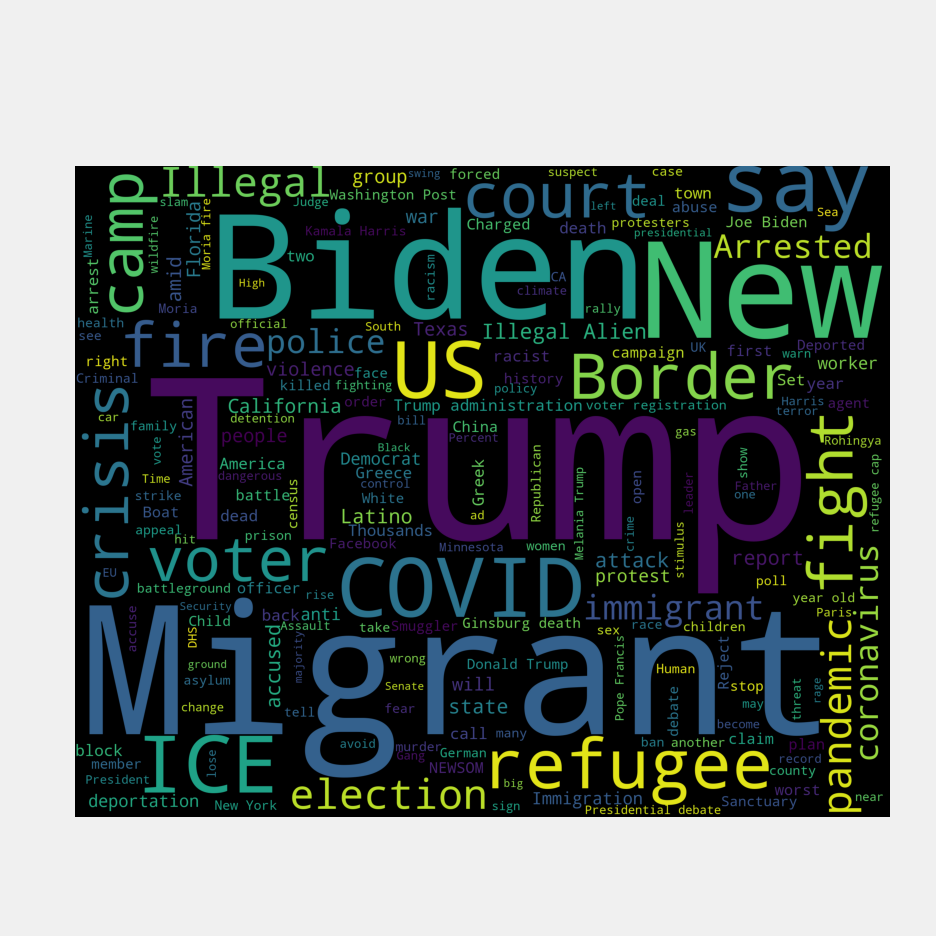 camp
Illegal
group
swing
forced
suspect
case
say
slam
Judge
Washington Post
court
left
deal
town
Sea
Marine
wildfire
Moria fire
Florida
Kamala Harris
war
Charged
death
abuse
protesters
Joe Biden
presidential
arrest
amid
Biden
two
racism
CA
climate
New
Arrested
Moria
High
rally
health
see
fire
official
police
South
Texas
Illegal Alien
UK
first
Deported
warn
right
violence
face
US
racist
Border
campaign
worker
Criminal
killed
fighting
history
policy
Set
year
crisis
car
American
California
order
Trump administration
voter registration
Harris
terror
agent
family
detention
bill
China
Percent
gas
Rohingya
vote
people
Trump
Black
Democrat
Greek
Republican
Melania Trump
open
show
fight
refugee cap
Time
America
dangerous
Greece
control
leader
Father
one
strike
battle
census
White
Boat
dead
Latino
ad
crime
appeal
prison
Thousands
hit
Facebook
Minnesota
women
stimulus
EU
voter
COVID
attack
report
coronavirus
battleground
officer
rise
protest
poll
accuse
Security
back
anti
immigrant
year old
Child
Assault
take
Smuggler
Ginsburg death
sex
race
children
Paris
DHS
Migrant
ground
accused
majority
wrong
Donald Trump
Pope Francis
Human
Reject
pandemic
asylum
Senate
will
debate
stop
threat
rage
change
tell
fear
state
may
call
many
become
block
ICE
lose
avoid
murder
Gang
German
refugee
ban
another
claim
plan
member
NEWSOM
record
President
big
county
worst
deportation
New York
election
sign
Immigration
Sanctuary
near
Presidential debate